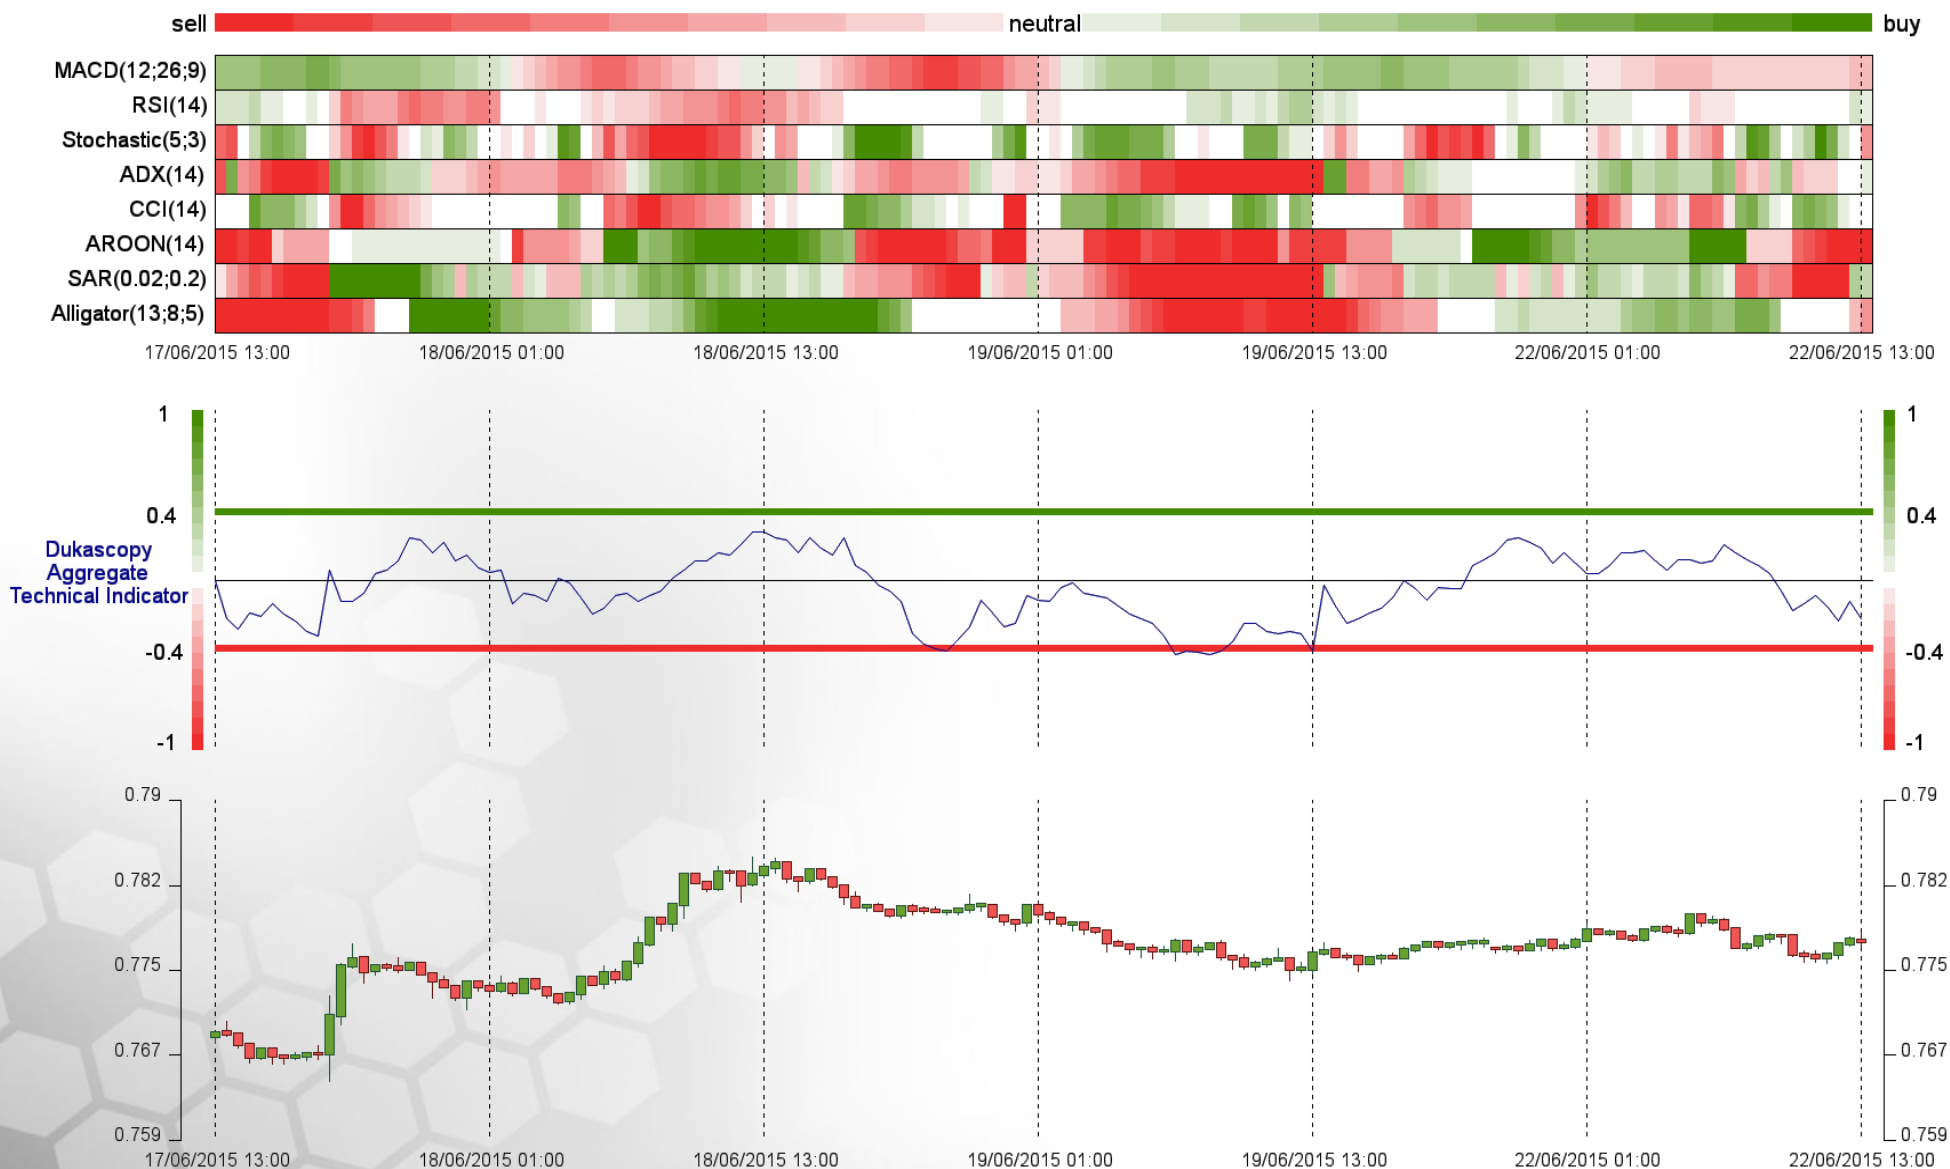 sell neutral buy
MACD(12;26;9)
RSI(14)
Stochastic(5;3)
ADX(14)
CCI(14)
AROON(14)
SAR(0.02;0.2)
Alligator(13;8;5)
17/06/2015 13:00 18/06/2015 01:00 18/06/2015 13:00 19/06/2015 01:00 19/06/2015 13:00 22/06/2015 01:00 22/06/2015 13:00
1 1
0.4 0.4
Dukascopy
Aggregate
Technical Indicator
-0.4 -0.4
-1 -1
0.79 0.79
0.782 0.782
0.775 0.775
0.767 0.767
0.759 0.759
17/06/2015 13:00 18/06/2015 01:00 18/06/2015 13:00 19/06/2015 01:00 19/06/2015 13:00 22/06/2015 01:00 22/06/2015 13:00